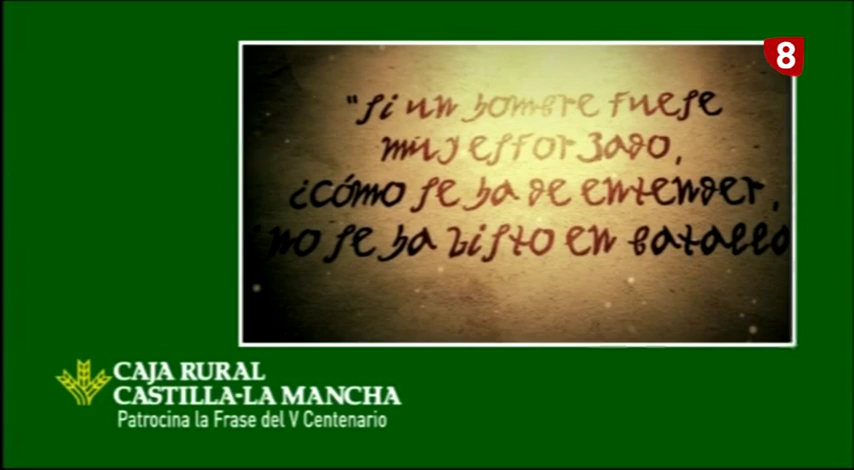 8
"si un hombre fuese
muy esforzado,
¿cómo se ha de entender,
no se ha visto en batalla
CAJA RURAL
CASTILLA-LA MANCHA
Patrocina la Frase del V Centenario